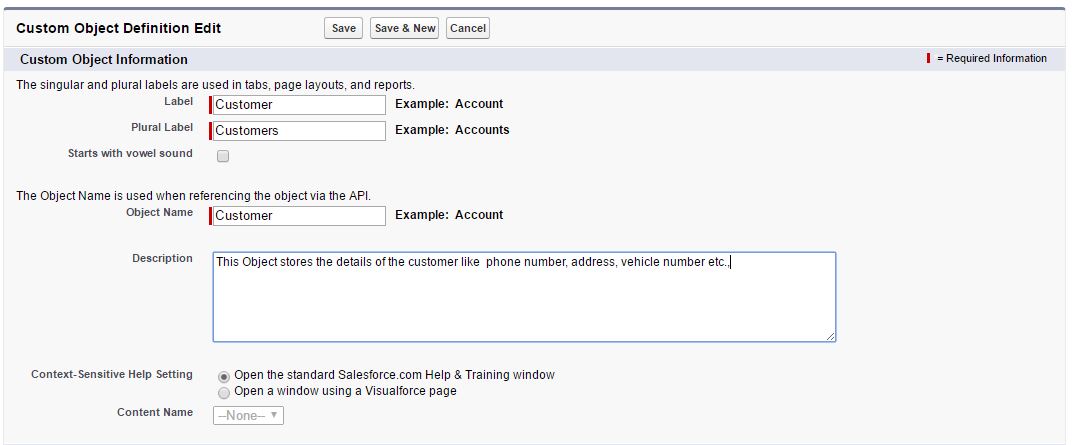 Custom Object Definition Edit Save Save & New Cancel
Custom Object Information = Required Information
The singular and plural labels are used in tabs, page layouts, and reports.
Label Customer Example: Account
Plural Label Customers Example: Accounts
Starts with vowel sound
The Object Name is used when referencing the object via the API.
Object Name Customer Example: Account
Description This Object stores the details of the customer like  phone number, address, vehicle number etc.,
Context-Sensitive Help Setting Open the standard Salesforce.com Help & Training window
Open a window using a Visualforce page
Content Name --None--